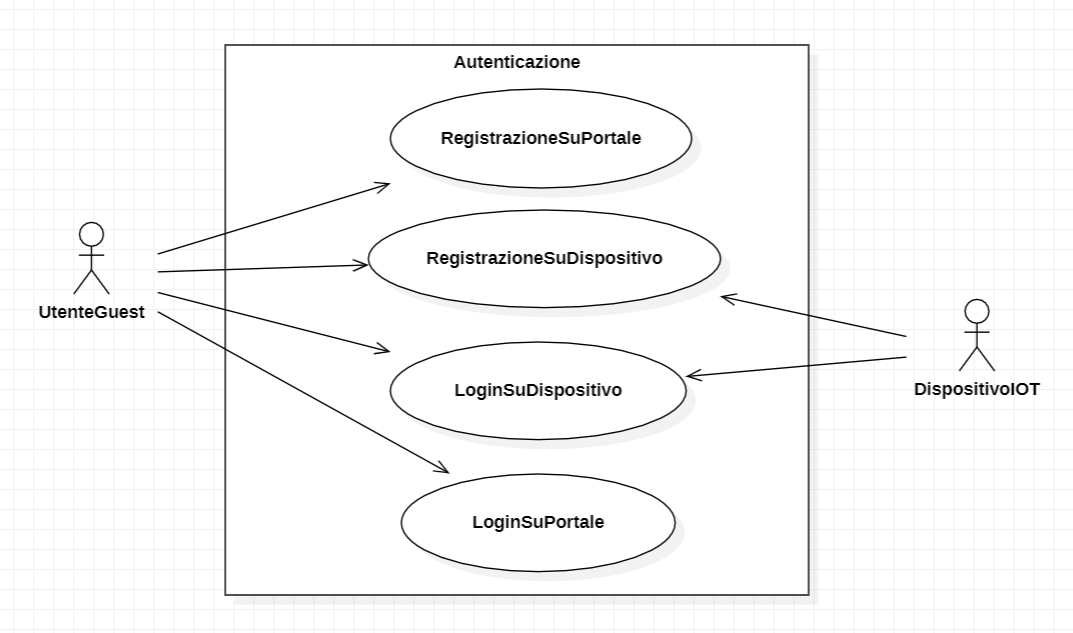 Autenticazione
RegistrazioneSuPortale
RegistrazioneSuDispositivo
UtenteGuest
LoginSuDispositivo
DispositivoIOT
LoginSuPortale